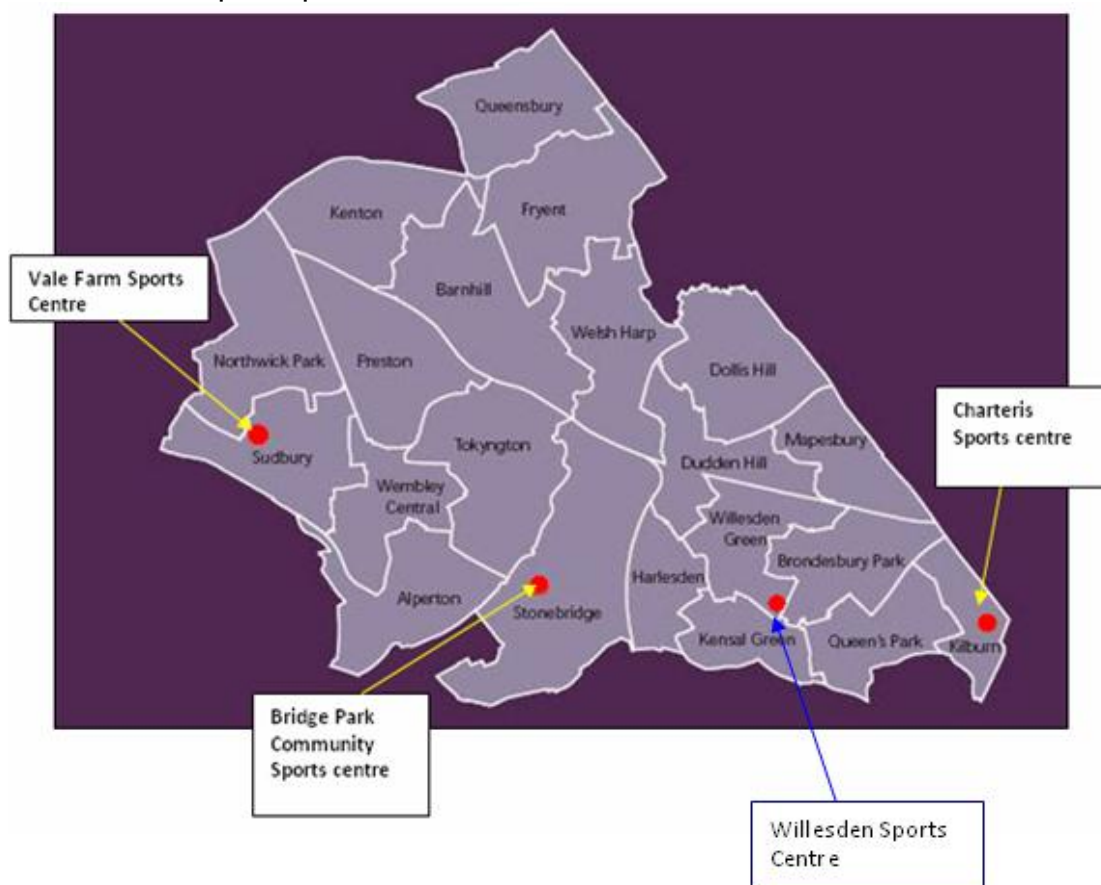 Queensbury
Kenton
Fryent
Vale Farm Sports
Centre
Barnhill
Welsh Harp
Northwick Park
Preston
Dollis Hill
Charteris
Sports centre
Mapesbury
Tokyngton
Sudbury
Dudden Hill
Wembley
Central
Willesden
Green
Brondesbury Park
Harlesden
Alperton
Stonebridge
Kensal Green
Queen's Park
Kilburn
Bridge Park
Community
Sports centre
Willesden Sports
Centre